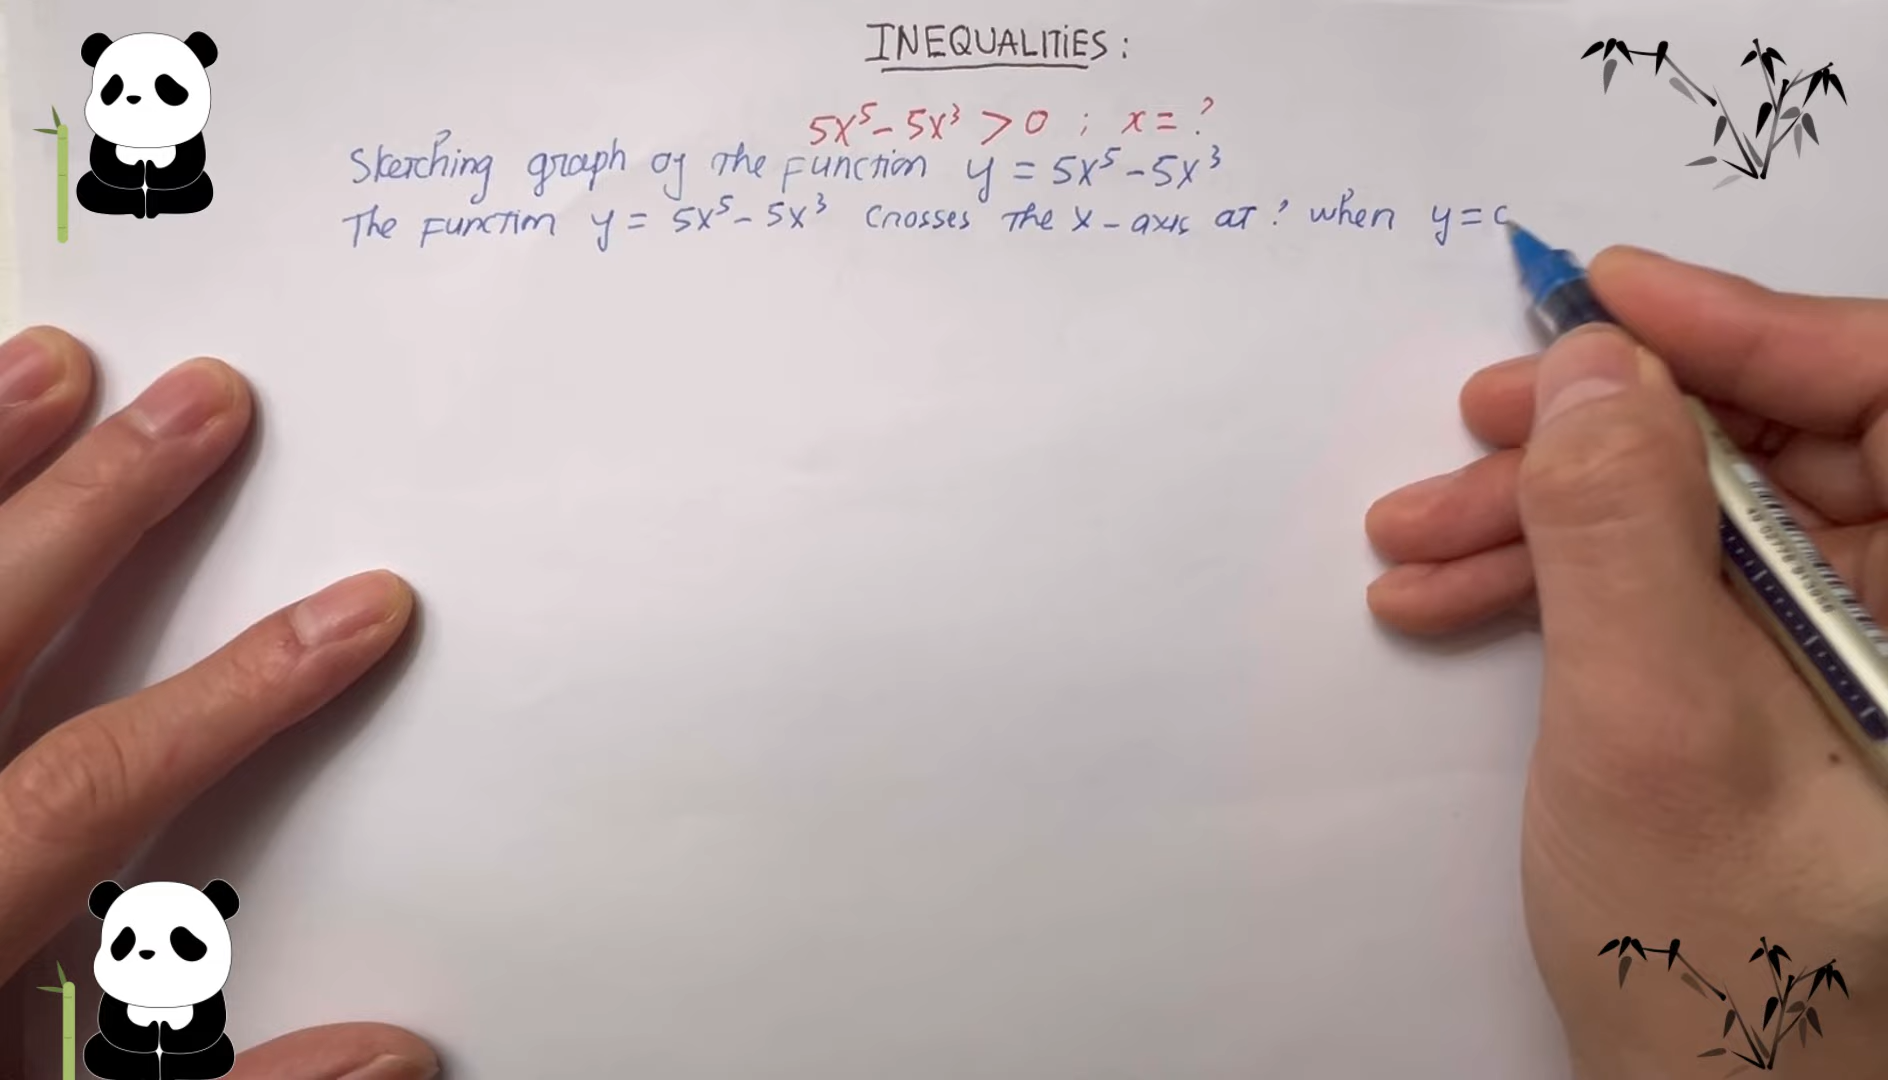 INEQUALITIES:
5x⁵ - 5x³ > 0 ; x = ?
Sketching graph of the function y = 5x⁵ - 5x³
The function y = 5x⁵ - 5x³ crosses the x-axis at ? when y =